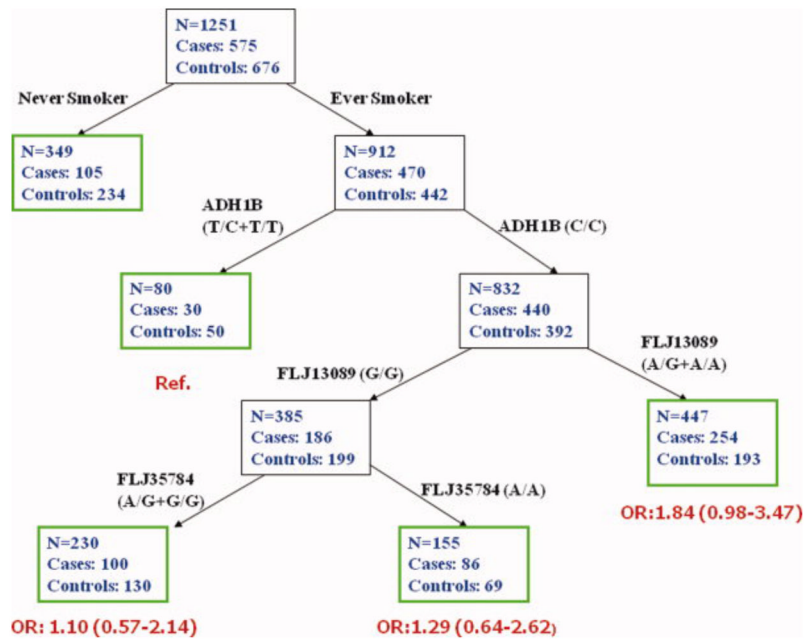 N=1251
Cases: 575
Controls: 676
Never Smoker
Ever Smoker
N=349
Cases: 105
Controls: 234
N=912
Cases: 470
Controls: 442
ADH1B
(T/C+T/T)
ADH1B (C/C)
N=80
Cases: 30
Controls: 50
Ref.
N=832
Cases: 440
Controls: 392
FLJ13089 (G/G)
FLJ13089
(A/G+A/A)
N=385
Cases: 186
Controls: 199
N=447
Cases: 254
Controls: 193
OR:1.84 (0.98-3.47)
FLJ35784
(A/G+G/G)
FLJ35784 (A/A)
N=230
Cases: 100
Controls: 130
OR: 1.10 (0.57-2.14)
N=155
Cases: 86
Controls: 69
OR:1.29 (0.64-2.62)